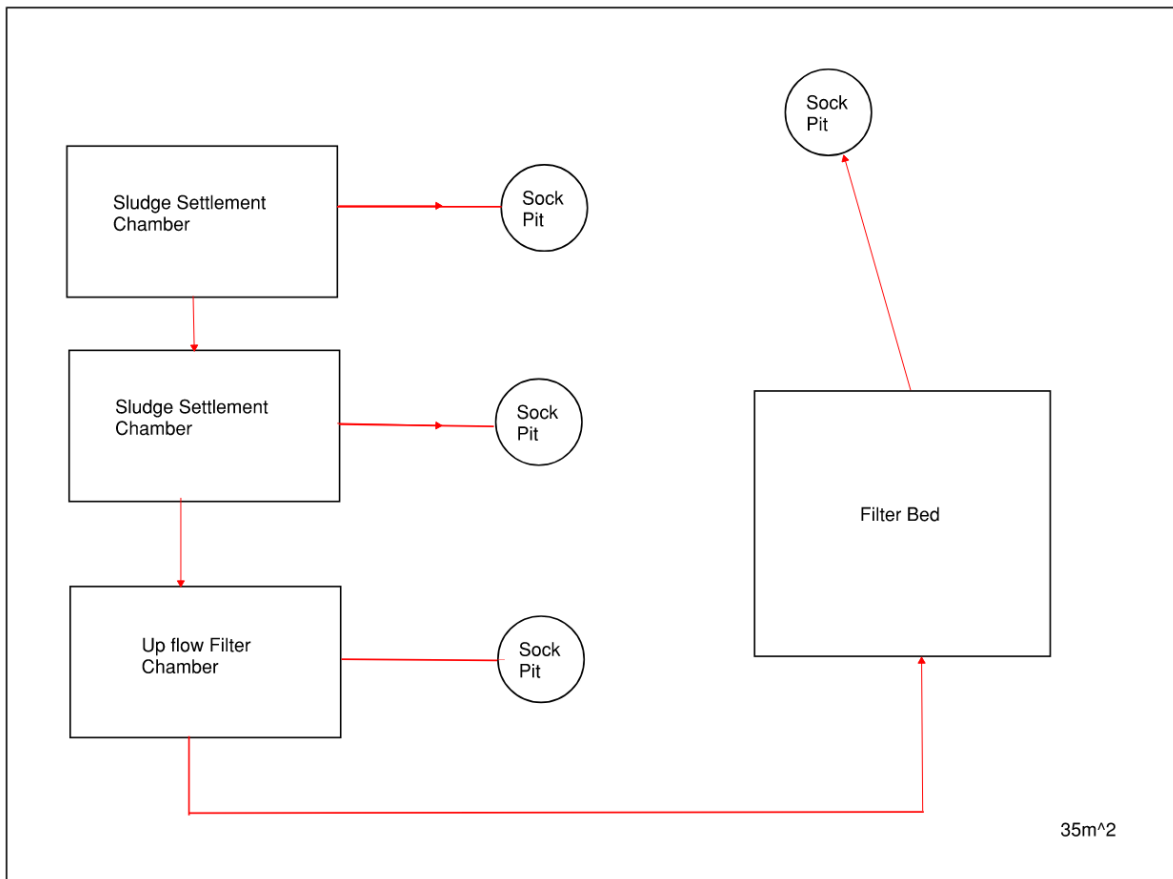 Sock
Pit
Sludge Settlement
Chamber
Sock
Pit
Sludge Settlement
Chamber
Sock
Pit
Filter Bed
Up flow Filter
Chamber
Sock
Pit
35m^2